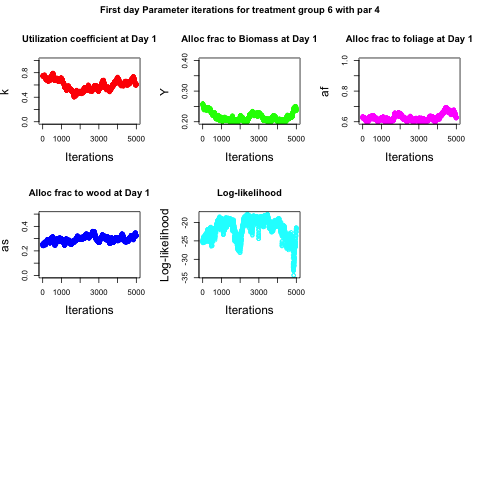 First day Parameter iterations for treatment group 6 with par 4
Utilization coefficient at Day 1
k
0.0 0.4 0.8
0 1000 3000 5000
Iterations
Alloc frac to Biomass at Day 1
Y
0.20 0.30 0.40
0 1000 3000 5000
Iterations
Alloc frac to foliage at Day 1
af
0.6 0.8 1.0
0 1000 3000 5000
Iterations
Alloc frac to wood at Day 1
as
0.0 0.2 0.4
0 1000 3000 5000
Iterations
Log-likelihood
Log-likelihood
-35 -30 -25 -20
0 1000 3000 5000
Iterations